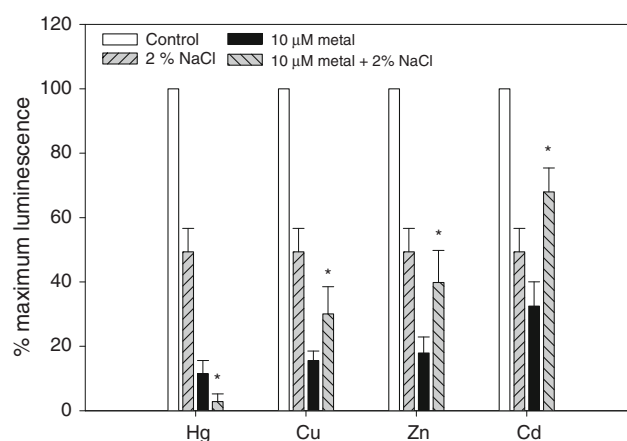 120
Control
10 μM metal
2 % NaCl
10 μM metal + 2% NaCl
100
80
60
40
20
0
% maximum luminescence
*
*
*
*
Hg
Cu
Zn
Cd